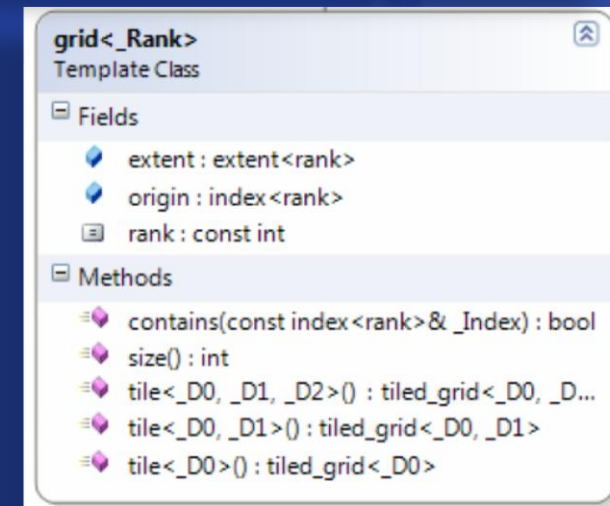 grid<_Rank>
Template Class
Fields
extent : extent<rank>
origin : index<rank>
rank : const int
Methods
contains(const index<rank>& _Index) : bool
size() : int
tile<_D0, _D1, _D2>() : tiled_grid<_D0, _D...
tile<_D0, _D1>() : tiled_grid<_D0, _D1>
tile<_D0>() : tiled_grid<_D0>